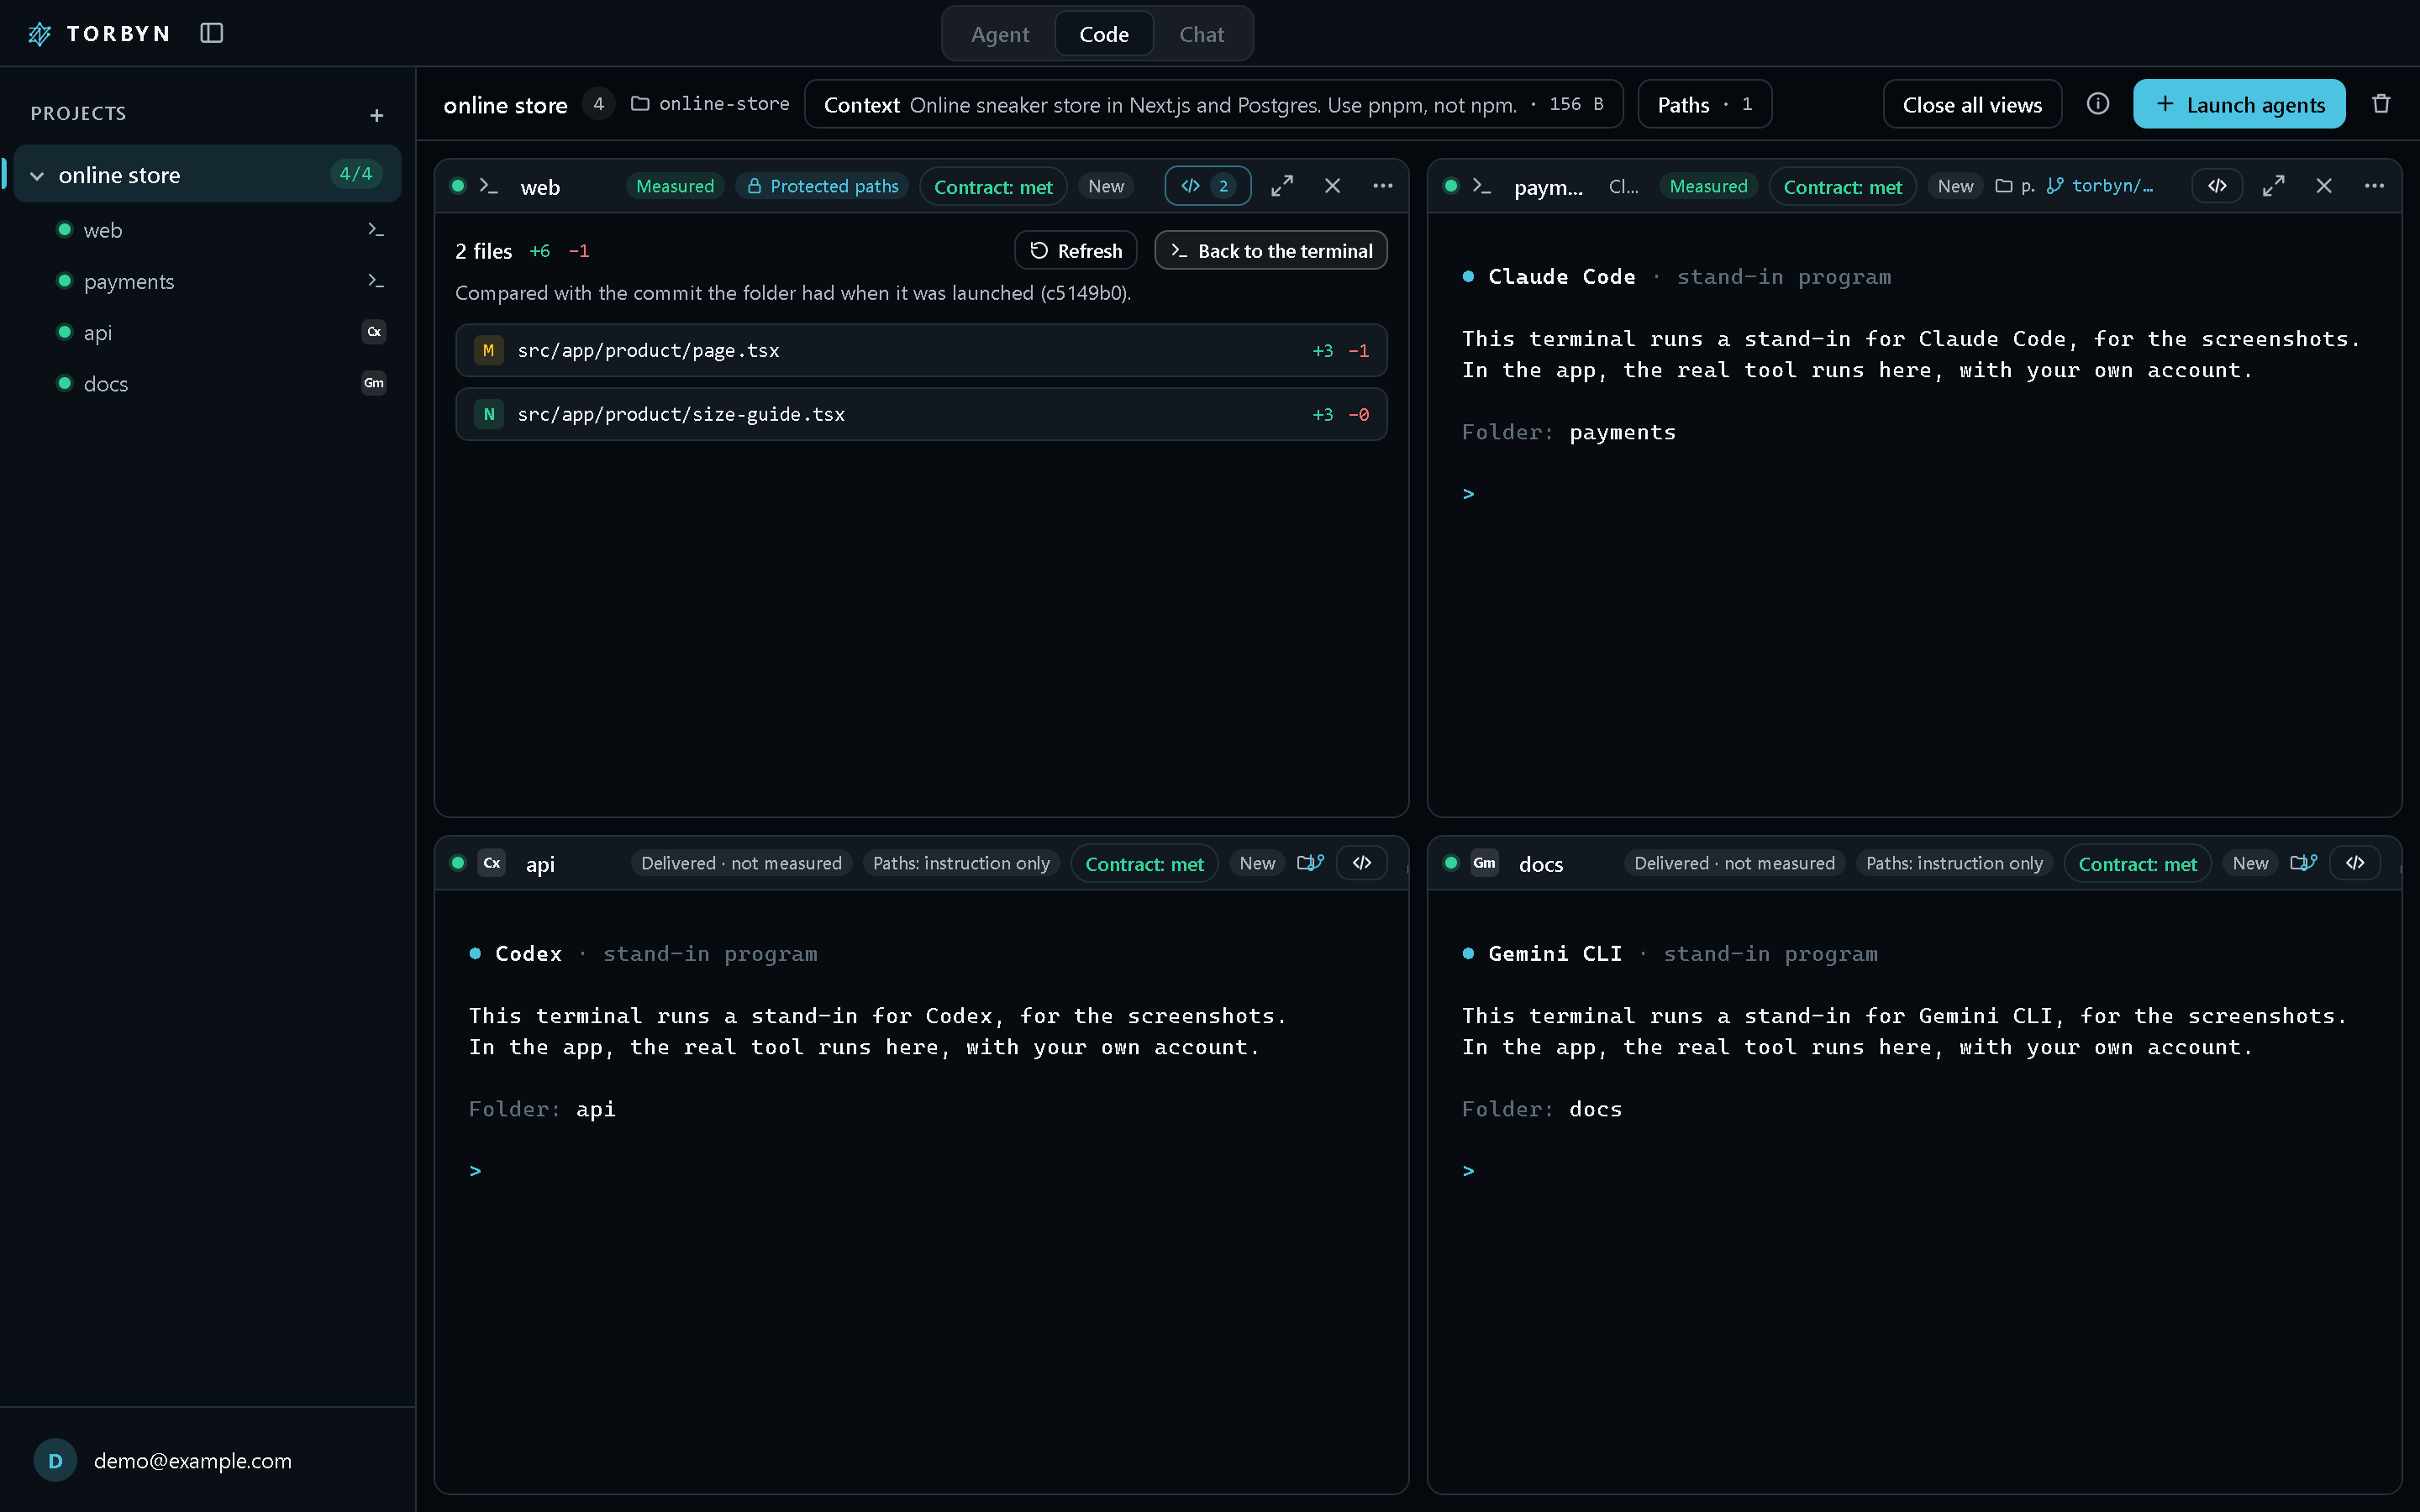 TORBYN
Agent Code Chat
PROJECTS +
online store 4/4
web
payments
api Cx
docs Gm
demo@example.com
D
online store 4 online-store Context Online sneaker store in Next.js and Postgres. Use pnpm, not npm. · 156 B Paths · 1 Close all views + Launch agents
web Measured Protected paths Contract: met New </> 2
2 files +6 −1 Refresh >_ Back to the terminal
Compared with the commit the folder had when it was launched (c5149b0).
M src/app/product/page.tsx +3 −1
N src/app/product/size-guide.tsx +3 −0
paym... Cl... Measured Contract: met New p. torbyn/... </>
Claude Code · stand-in program
This terminal runs a stand-in for Claude Code, for the screenshots.
In the app, the real tool runs here, with your own account.
Folder: payments
>
Cx api Delivered · not measured Paths: instruction only Contract: met New </>
Codex · stand-in program
This terminal runs a stand-in for Codex, for the screenshots.
In the app, the real tool runs here, with your own account.
Folder: api
>
Gm docs Delivered · not measured Paths: instruction only Contract: met New </>
Gemini CLI · stand-in program
This terminal runs a stand-in for Gemini CLI, for the screenshots.
In the app, the real tool runs here, with your own account.
Folder: docs
>